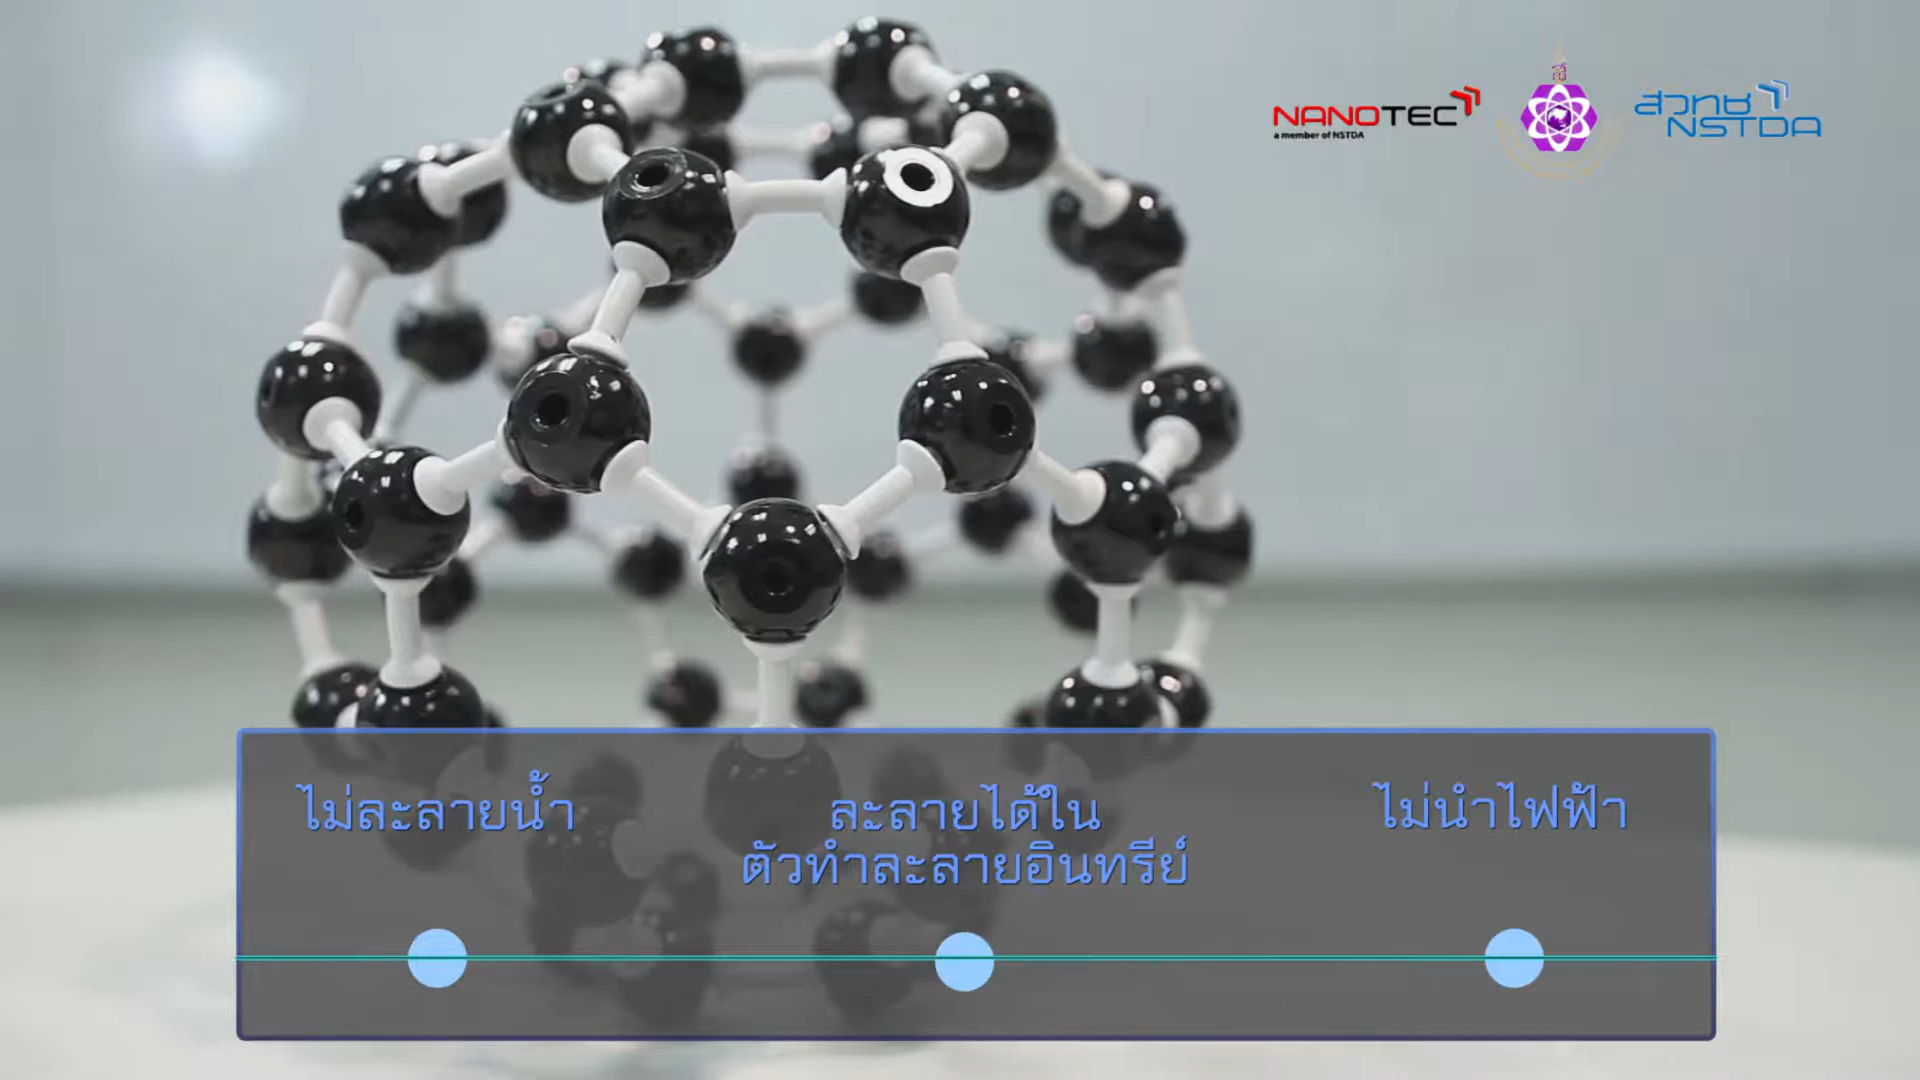 NANOTEC
a member of NSTDA
สวทช
NSTDA
ไม่ละลายน้ำ
ละลายได้ใน
ตัวทำละลายอินทรีย์
ไม่นำไฟฟ้า